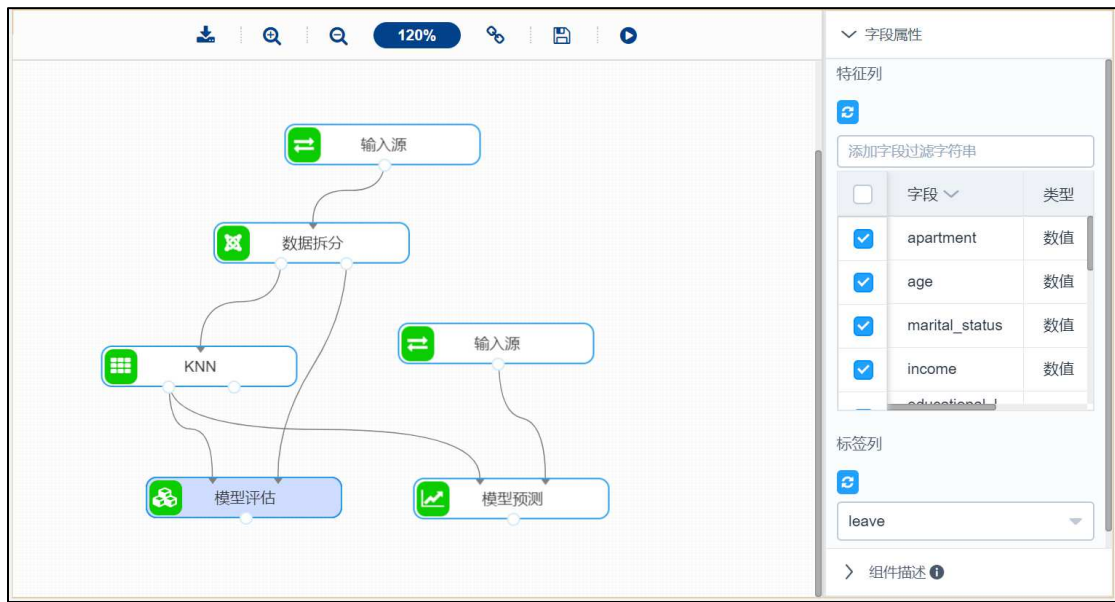 120%
输入源
数据拆分
KNN
输入源
模型评估
模型预测
字段属性
特征列
添加字段过滤字符串
字段 类型
apartment 数值
age 数值
marital_status 数值
income 数值
标签列
leave
组件描述